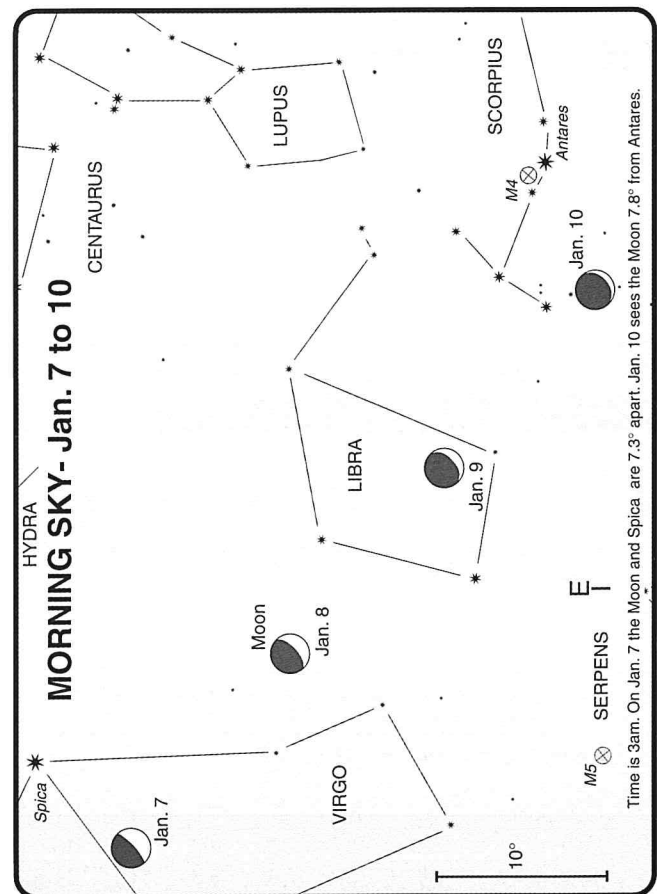 HYDRA
Spica
MORNING SKY- Jan. 7 to 10
CENTAURUS
Jan. 7
Moon
LUPUS
Jan. 8
VIRGO
LIBRA
Jan. 9
SCORPIUS
M4
10°
Antares
Jan. 10
E
M5
SERPENS
Time is 3am. On Jan. 7 the Moon and Spica are 7.3° apart. Jan. 10 sees the Moon 7.8° from Antares.